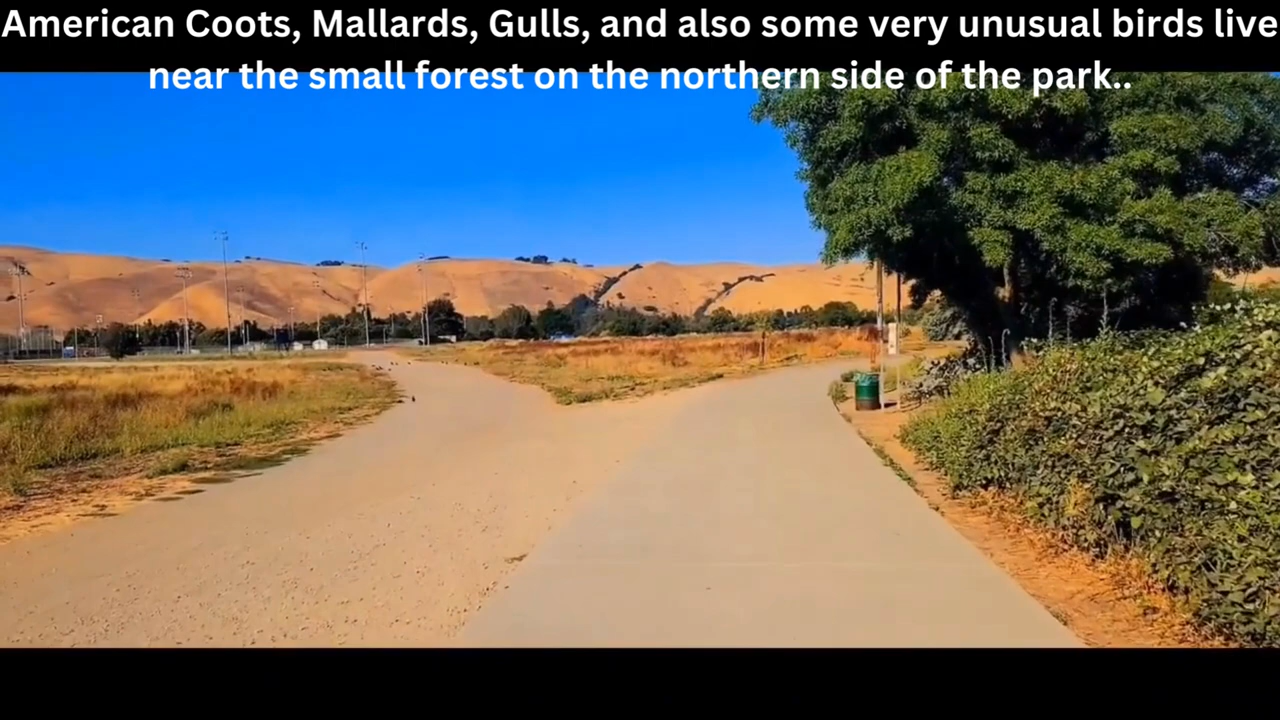 American Coots, Mallards, Gulls, and also some very unusual birds live
near the small forest on the northern side of the park..